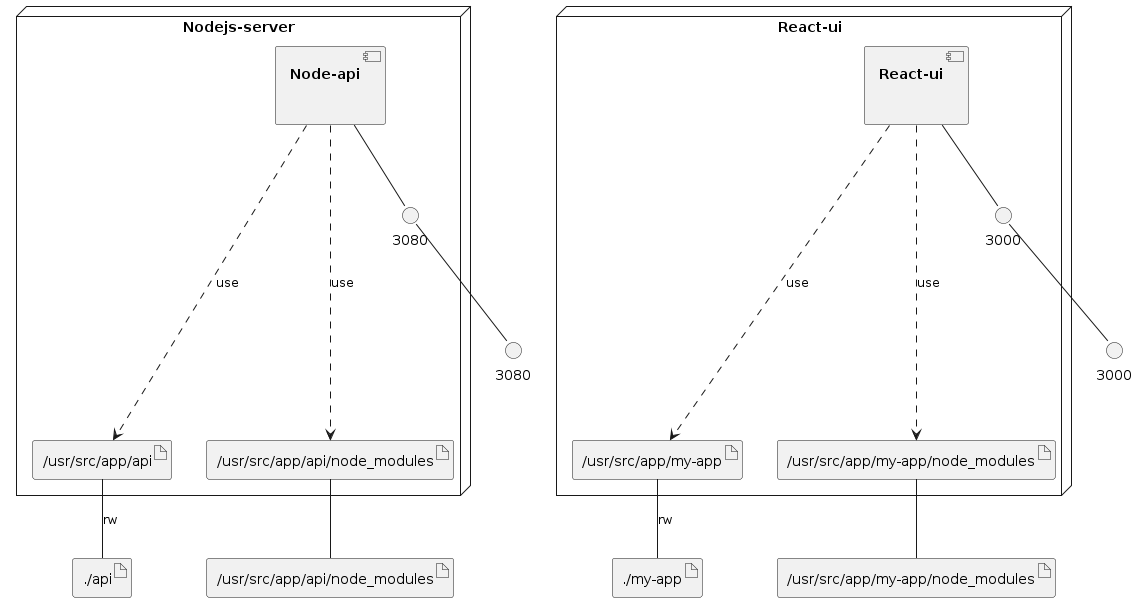 Nodejs-server
React-ui
Node-api
React-ui
3080
3000
use
use
use
use
3080
3000
/usr/src/app/api
/usr/src/app/api/node_modules
/usr/src/app/my-app
/usr/src/app/my-app/node_modules
rw
rw
./api
/usr/src/app/api/node_modules
./my-app
/usr/src/app/my-app/node_modules